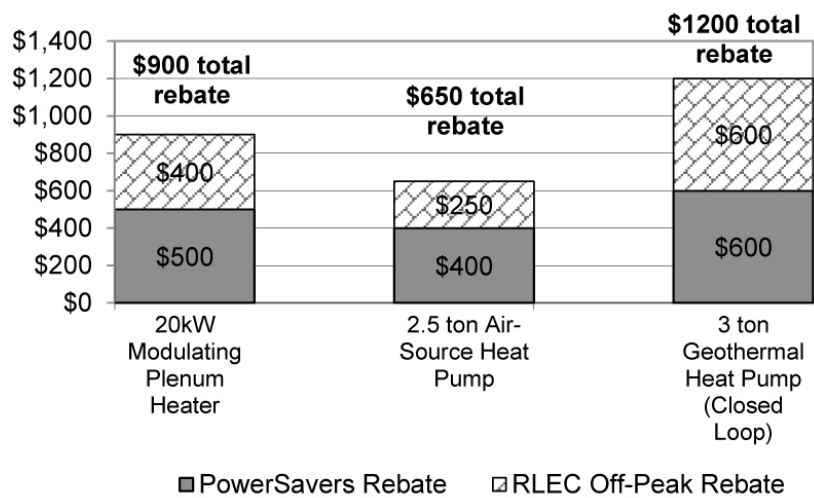 $1,400
$1,200
$1,000
$800
$600
$400
$200
$0
$900 total
rebate
$650 total
rebate
$1200 total
rebate
$400
$500
$250
$400
$600
$600
20kW
Modulating
Plenum
Heater
2.5 ton Air-
Source Heat
Pump
3 ton
Geothermal
Heat Pump
(Closed
Loop)
PowerSavers Rebate
RLEC Off-Peak Rebate